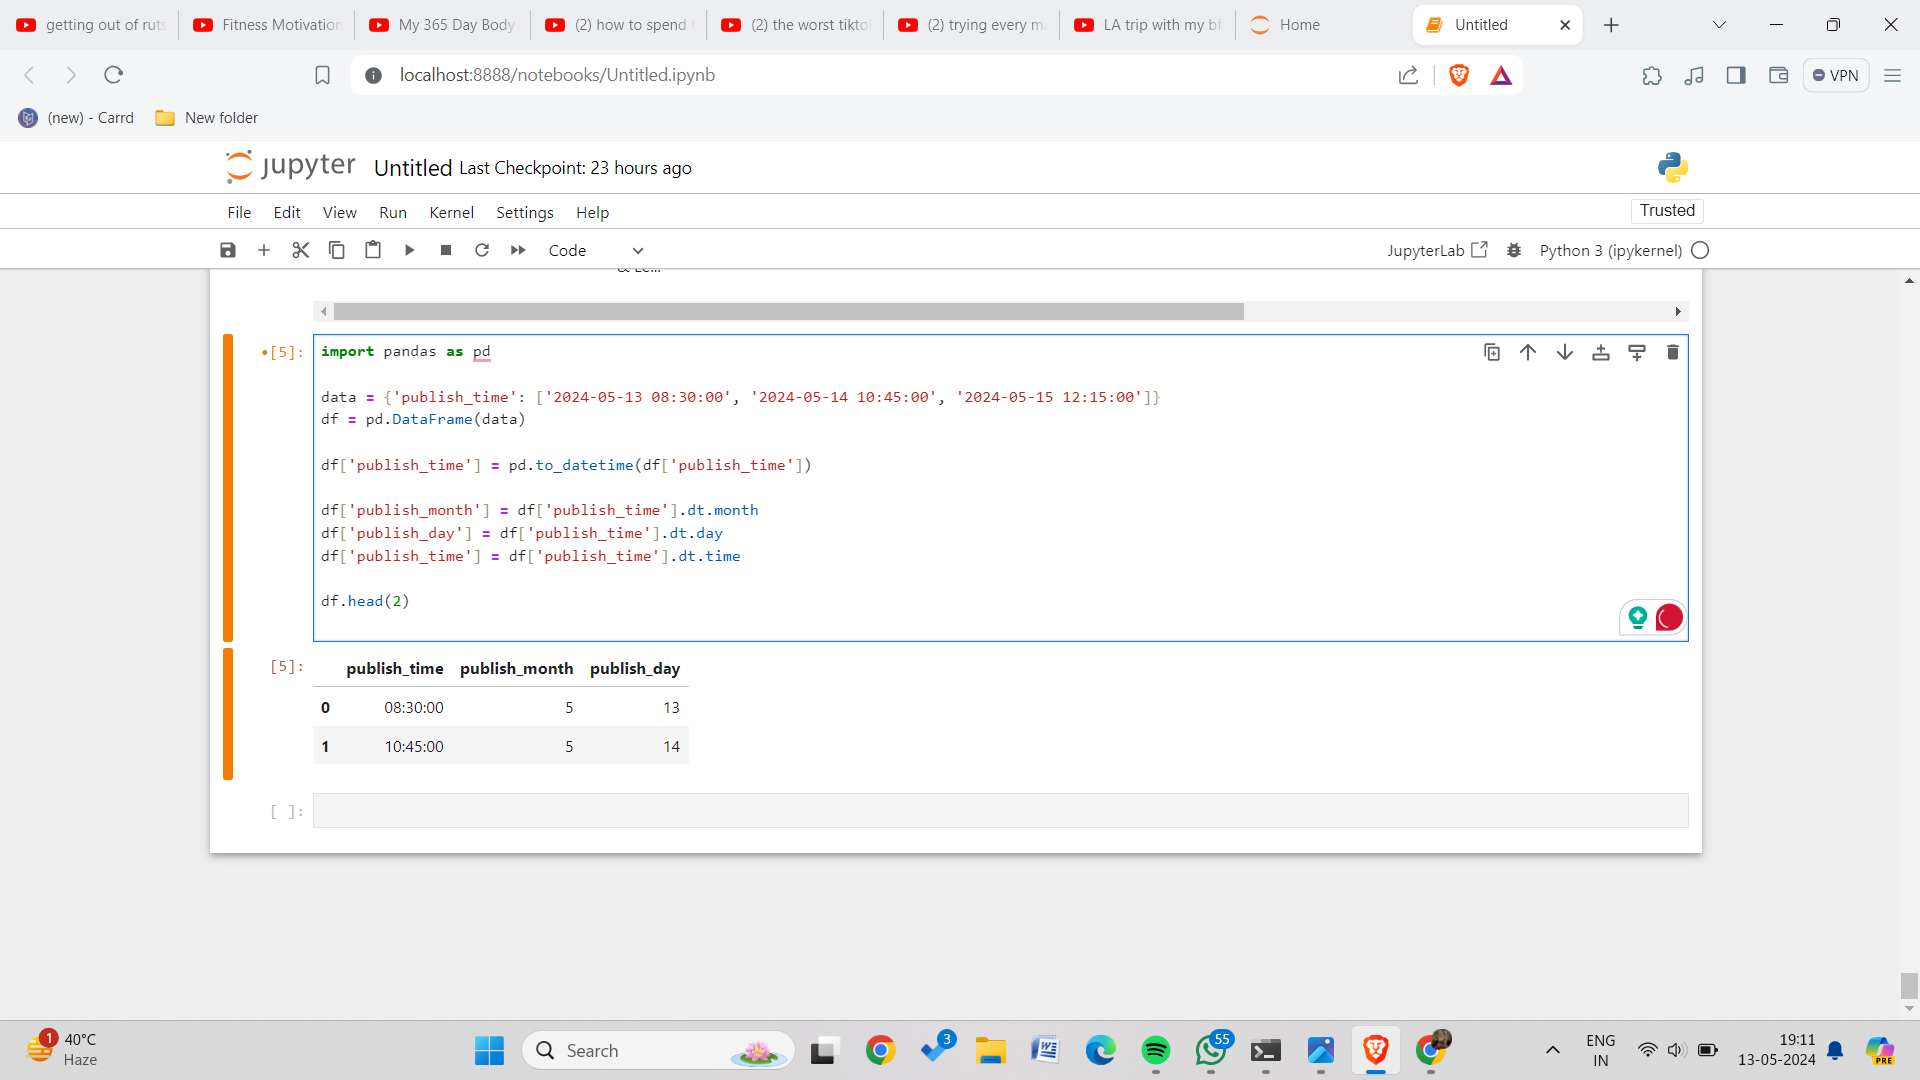 getting out of ruts
Fitness Motivation
My 365 Day Body
(2) how to spend t
(2) the worst tikto
(2) trying every ma
LA trip with my bf
Home
Untitled
localhost:8888/notebooks/Untitled.ipynb
VPN
(new) - Carrd
New folder
jupyter Untitled Last Checkpoint: 23 hours ago
File Edit View Run Kernel Settings Help
Trusted
Code
JupyterLab
Python 3 (ipykernel)
[5]:
import pandas as pd
data = {'publish_time': ['2024-05-13 08:30:00', '2024-05-14 10:45:00', '2024-05-15 12:15:00']}
df = pd.DataFrame(data)
df['publish_time'] = pd.to_datetime(df['publish_time'])
df['publish_month'] = df['publish_time'].dt.month
df['publish_day'] = df['publish_time'].dt.day
df['publish_time'] = df['publish_time'].dt.time
df.head(2)
[5]:
publish_time publish_month publish_day
0 08:30:00 5 13
1 10:45:00 5 14
[ ]:
1
40°C
Haze
Search
3
55
ENG
IN
19:11
13-05-2024
PRE